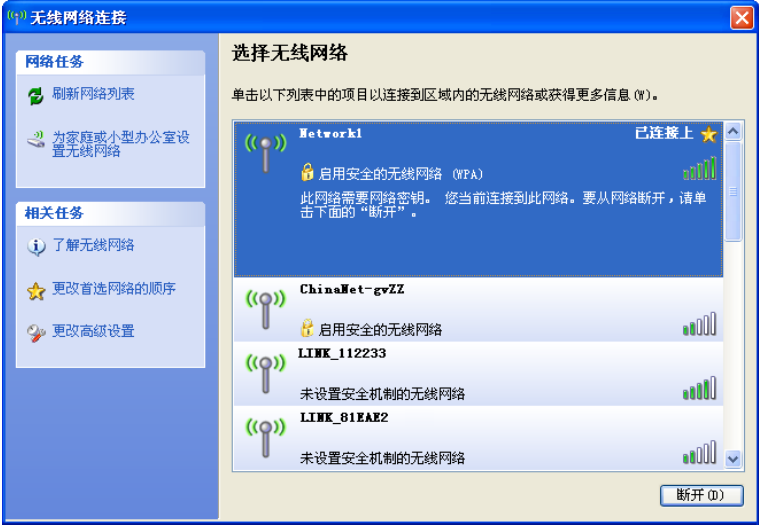 无线网络连接
网络任务
刷新网络列表
为家庭或小型办公室设
置无线网络
相关任务
了解无线网络
更改首选网络的顺序
更改高级设置
选择无线网络
单击以下列表中的项目以连接到区域内的无线网络或获得更多信息(W)。
Network1 已连接上
启用安全的无线网络 (WPA)
此网络需要网络密钥。 您当前连接到此网络。要从网络断开，请单
击下面的“断开”。
ChinaNet-gvZZ
启用安全的无线网络
LINK_112233
未设置安全机制的无线网络
LINK_81EAE2
未设置安全机制的无线网络
断开(D)